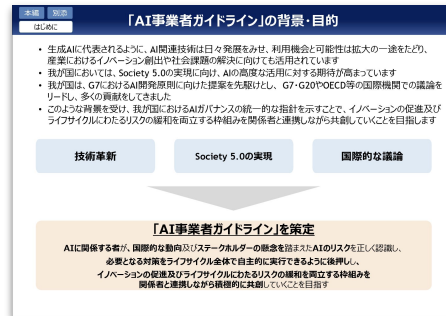 本編 別添
はじめに
「AI事業者ガイドライン」の背景・目的
• 生成AIに代表されるように、AI関連技術は日々発展をみせ、利用機会と可能性は拡大の一途をたどり、
産業におけるイノベーション創出や社会課題の解決に向けても活用されています
• 我が国においては、Society 5.0の実現に向け、AIの高度な活用に対する期待が高まっています
• 我が国は、G7におけるAI開発原則に向けた提案を先駆けとし、G7・G20やOECD等の国際機関での議論を
リードし、多くの貢献をしてきました
• このような背景を受け、我が国におけるAIガバナンスの統一的な指針を示すことで、イノベーションの促進及び
ライフサイクルにわたるリスクの緩和を両立する枠組みを関係者と連携しながら共創していくことを目指します
技術革新
Society 5.0の実現
国際的な議論
「AI事業者ガイドライン」を策定
AIに関係する者が、国際的な動向及びステークホルダーの懸念を踏まえたAIのリスクを正しく認識し、
必要となる対策をライフサイクル全体で自主的に実行できるように後押しし、
イノベーションの促進及びライフサイクルにわたるリスクの緩和を両立する枠組みを
関係者と連携しながら積極的に共創していくことを目指す